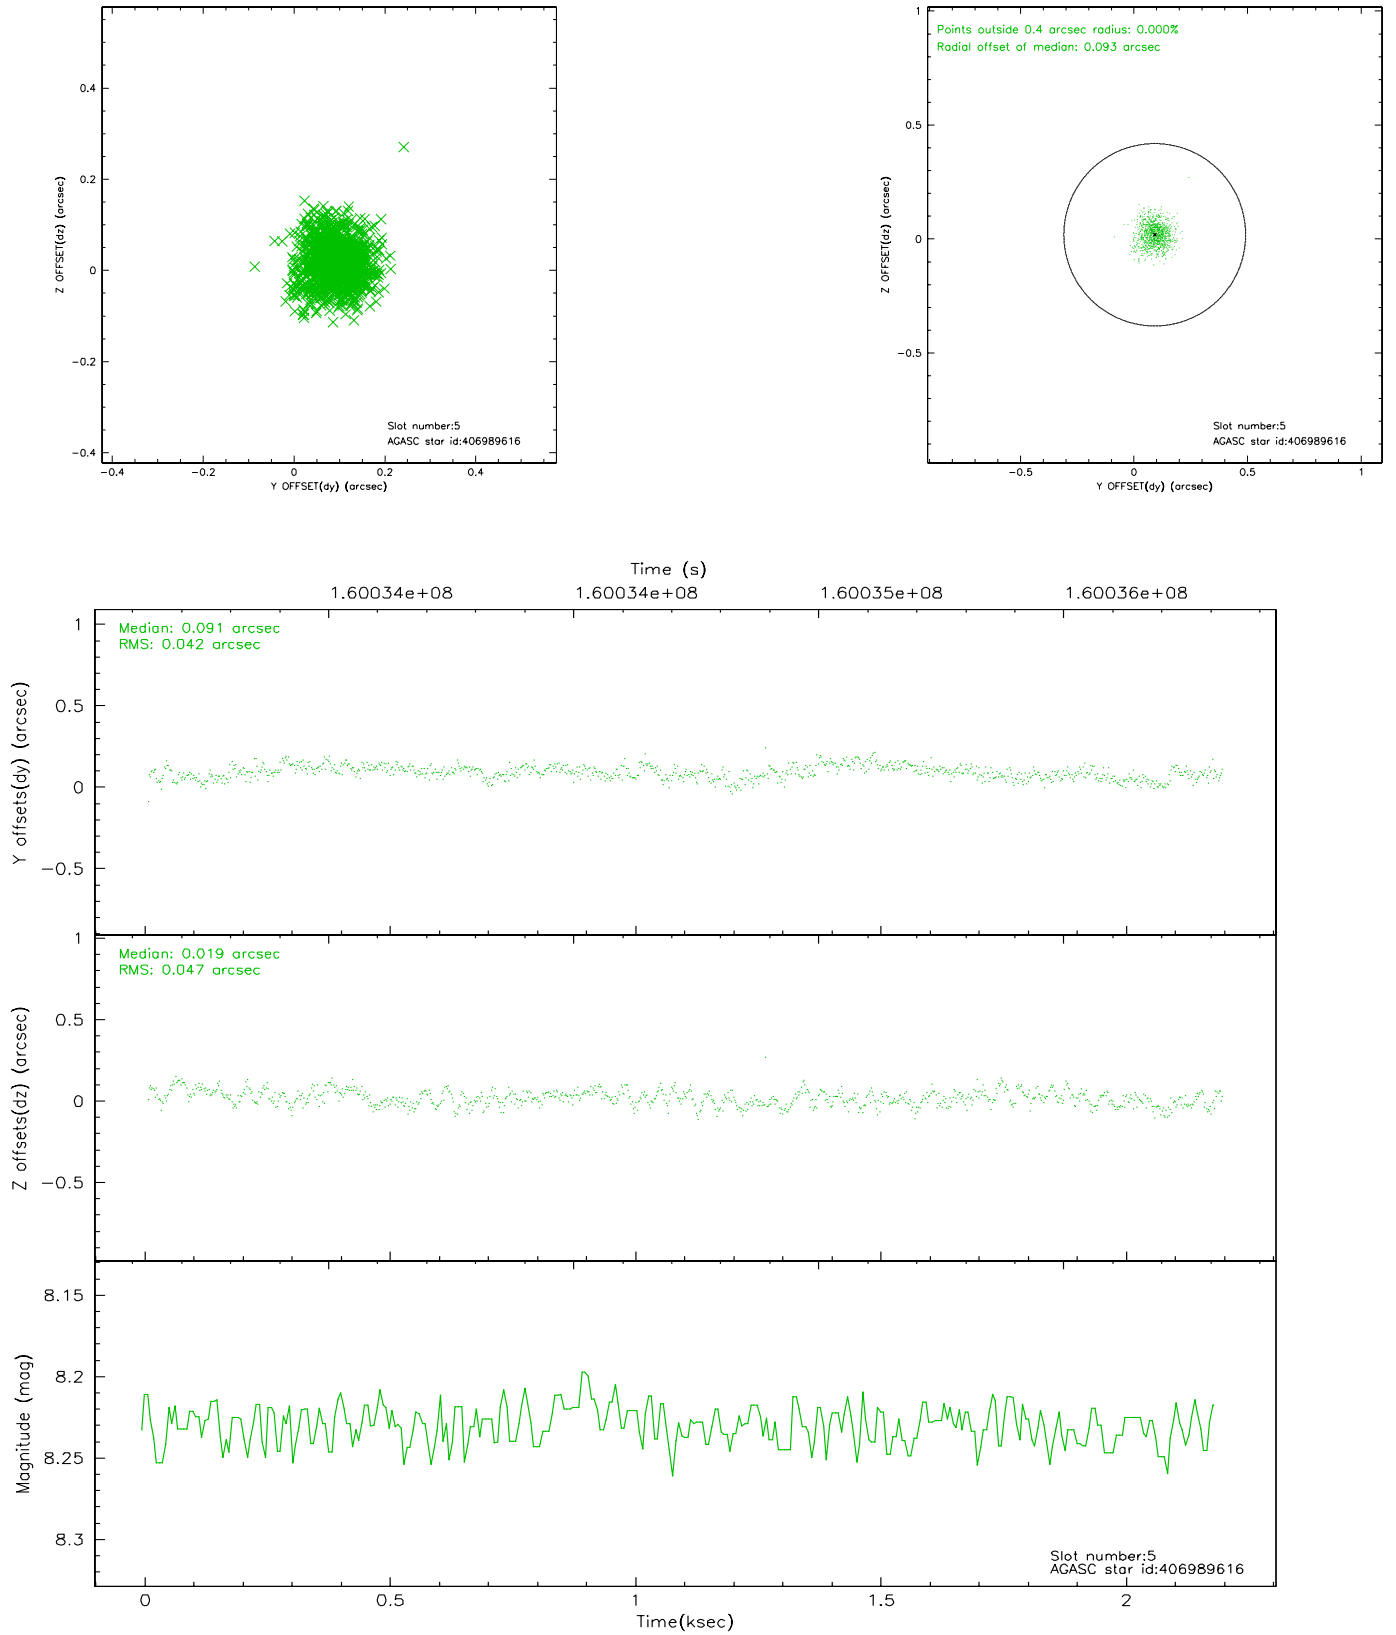 0.4
0.2
0
−0.2
−0.4
Z OFFSET(dz) (arcsec)
Slot number:5
AGASC star id:406989616
−0.4 −0.2 0 0.2 0.4
Y OFFSET(dy) (arcsec)
Points outside 0.4 arcsec radius: 0.000%
Radial offset of median: 0.093 arcsec
1
0.5
0
−0.5
Z OFFSET(dz) (arcsec)
Slot number:5
AGASC star id:406989616
−0.5 0 0.5 1
Y OFFSET(dy) (arcsec)
Time (s)
1.60034e+08 1.60034e+08 1.60035e+08 1.60036e+08
Median: 0.091 arcsec
RMS: 0.042 arcsec
1
0.5
0
−0.5
Y offsets(dy) (arcsec)
Median: 0.019 arcsec
RMS: 0.047 arcsec
1
0.5
0
−0.5
Z offsets(dz) (arcsec)
8.15
8.2
8.25
8.3
Magnitude (mag)
Slot number:5
AGASC star id:406989616
0 0.5 1 1.5 2
Time(ksec)